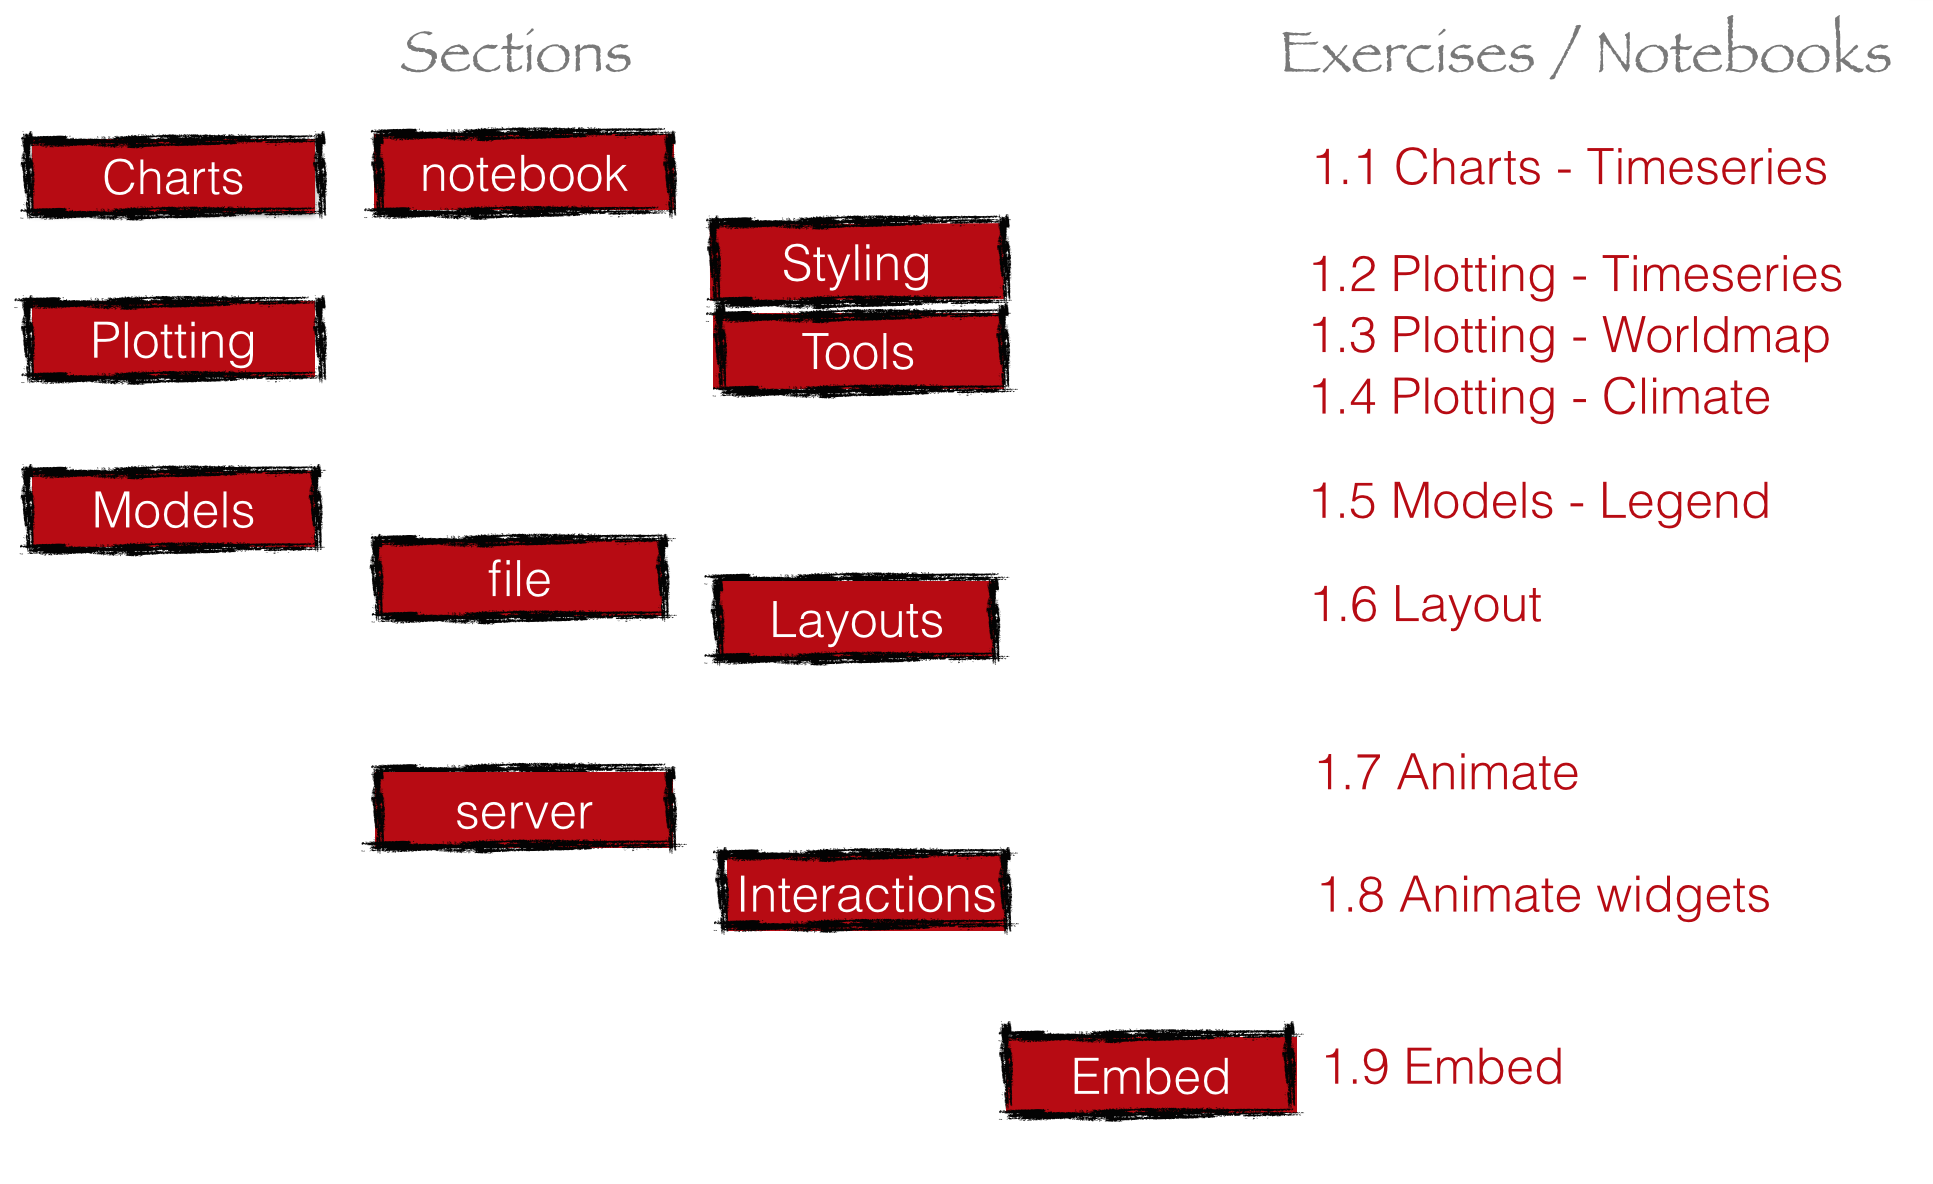 Sections
Exercises / Notebooks
Charts
notebook
1.1 Charts - Timeseries
Styling
1.2 Plotting - Timeseries
Plotting
Tools
1.3 Plotting - Worldmap
1.4 Plotting - Climate
Models
1.5 Models - Legend
file
Layouts
1.6 Layout
server
1.7 Animate
Interactions
1.8 Animate widgets
Embed
1.9 Embed